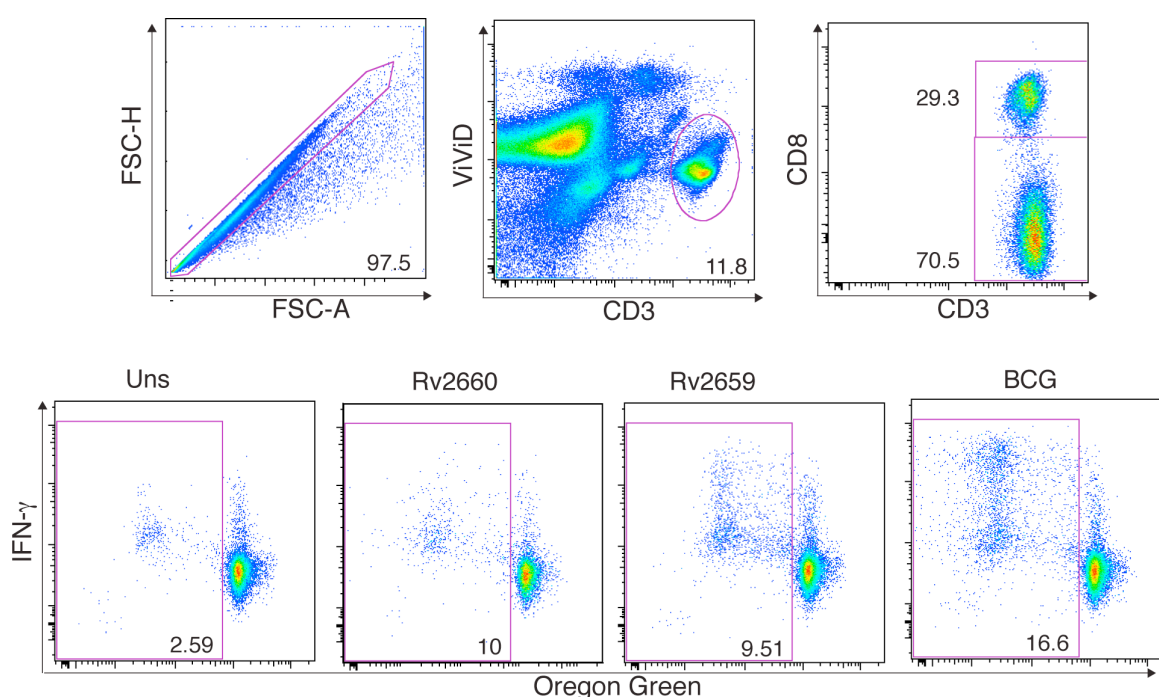 FSC-H
97.5
FSC-A
ViViD
11.8
CD3
CD8
29.3
70.5
CD3
Uns
Rv2660
Rv2659
BCG
IFN-γ
2.59
10
9.51
16.6
Oregon Green